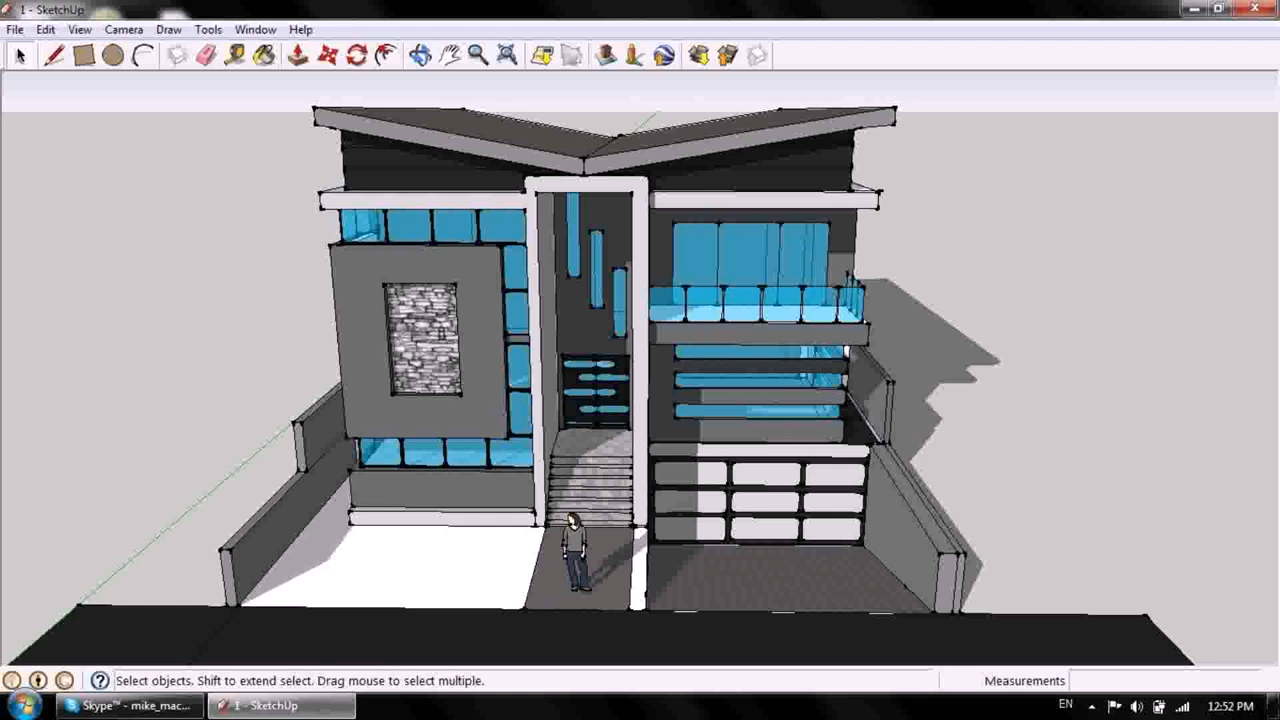 1 - SketchUp
File Edit View Camera Draw Tools Window Help
Select objects. Shift to extend select. Drag mouse to select multiple.
Measurements
Skype™ - mike_mac...
1 - SketchUp
EN
12:52 PM